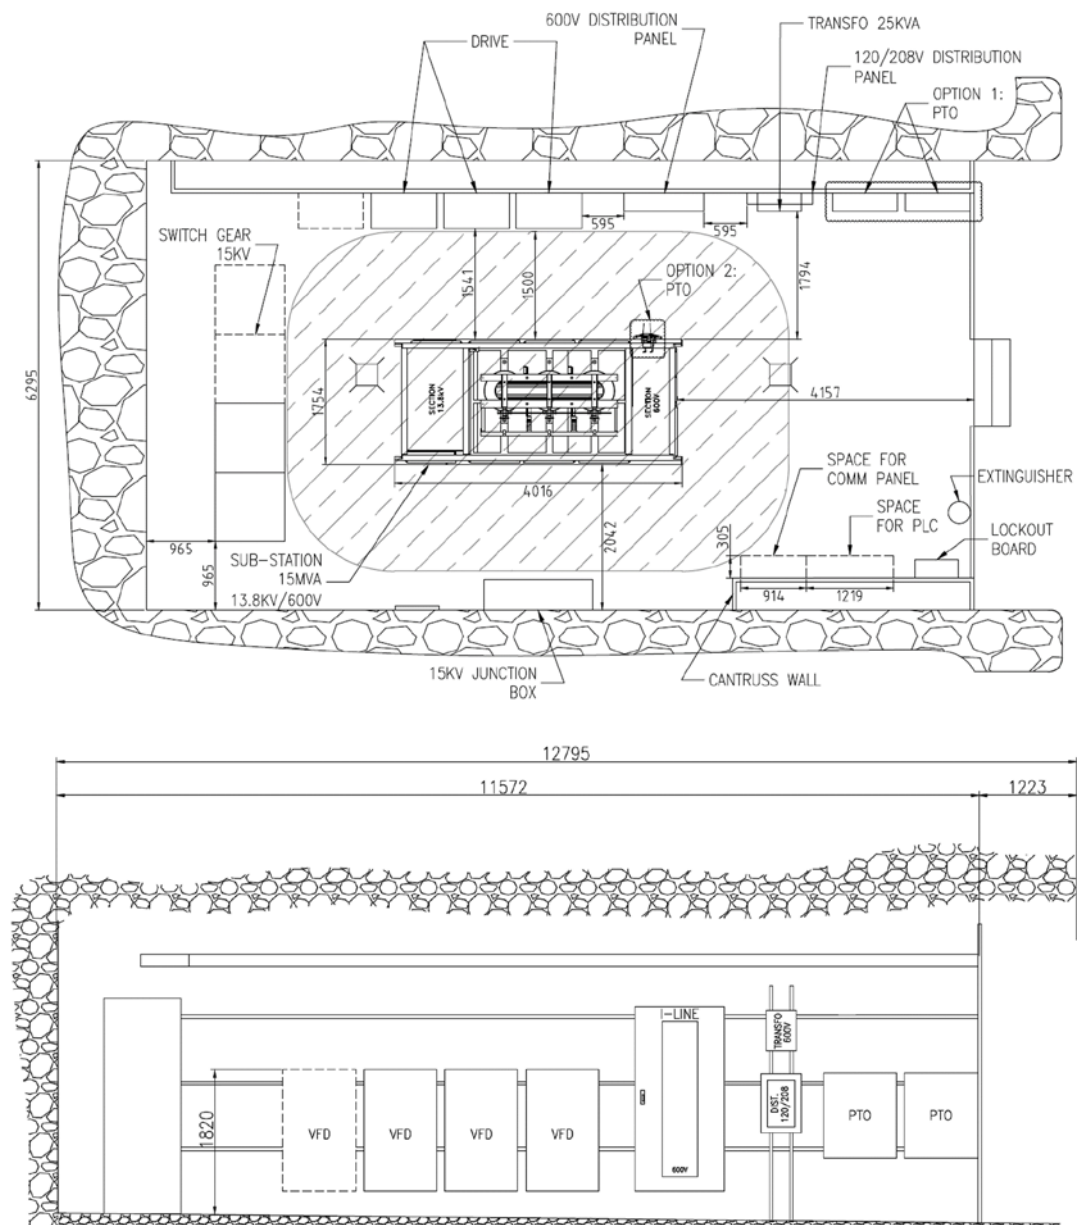 600V DISTRIBUTION
PANEL
TRANSFO 25KVA
DRIVE
120/208V DISTRIBUTION
PANEL
OPTION 1:
PTO
SWITCH GEAR
15KV
595
595
OPTION 2:
PTO
1541
1500
1794
6295
1754
SECTION
13.8kV
SECTION
600V
4157
4016
2042
SPACE FOR
COMM PANEL
EXTINGUISHER
SPACE
FOR PLC
LOCKOUT
BOARD
305
965
965
SUB-STATION
15MVA
13.8KV/600V
914
1219
15KV JUNCTION
BOX
CANTRUSS WALL
12795
11572
1223
I-LINE
TRANSFO
600V
1820
VFD
VFD
VFD
VFD
DIST.
120/208
PTO
PTO
600V